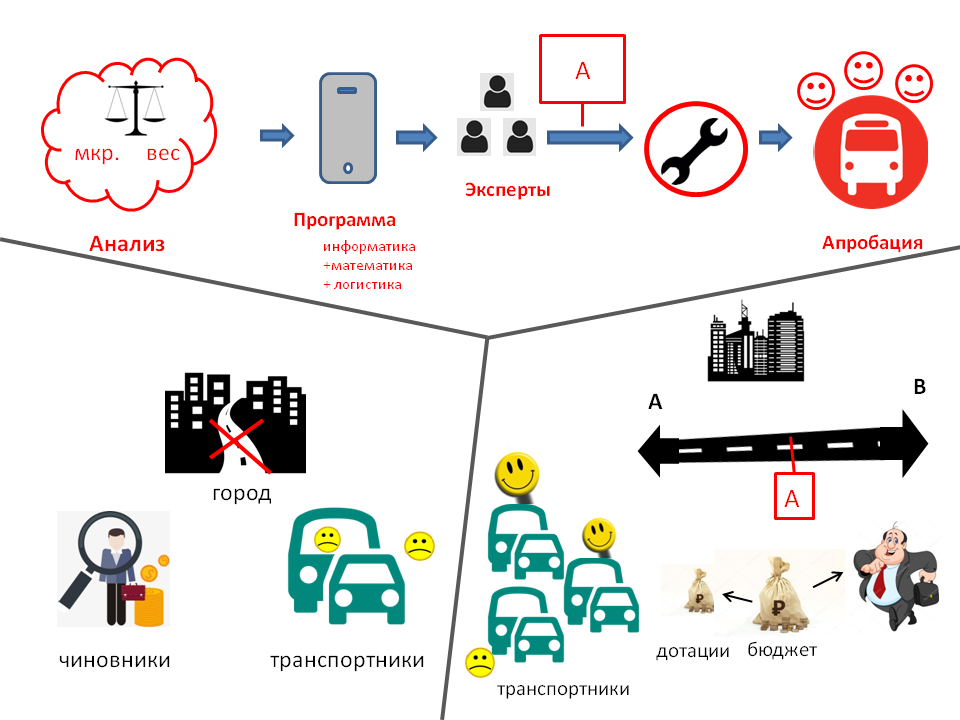 А
мкр. вес
Эксперты
Программа
Анализ
Апробация
информатика
+математика
+ логистика
город
чиновники
транспортники
А
В
А
₽
₽
дотации
бюджет
транспортники